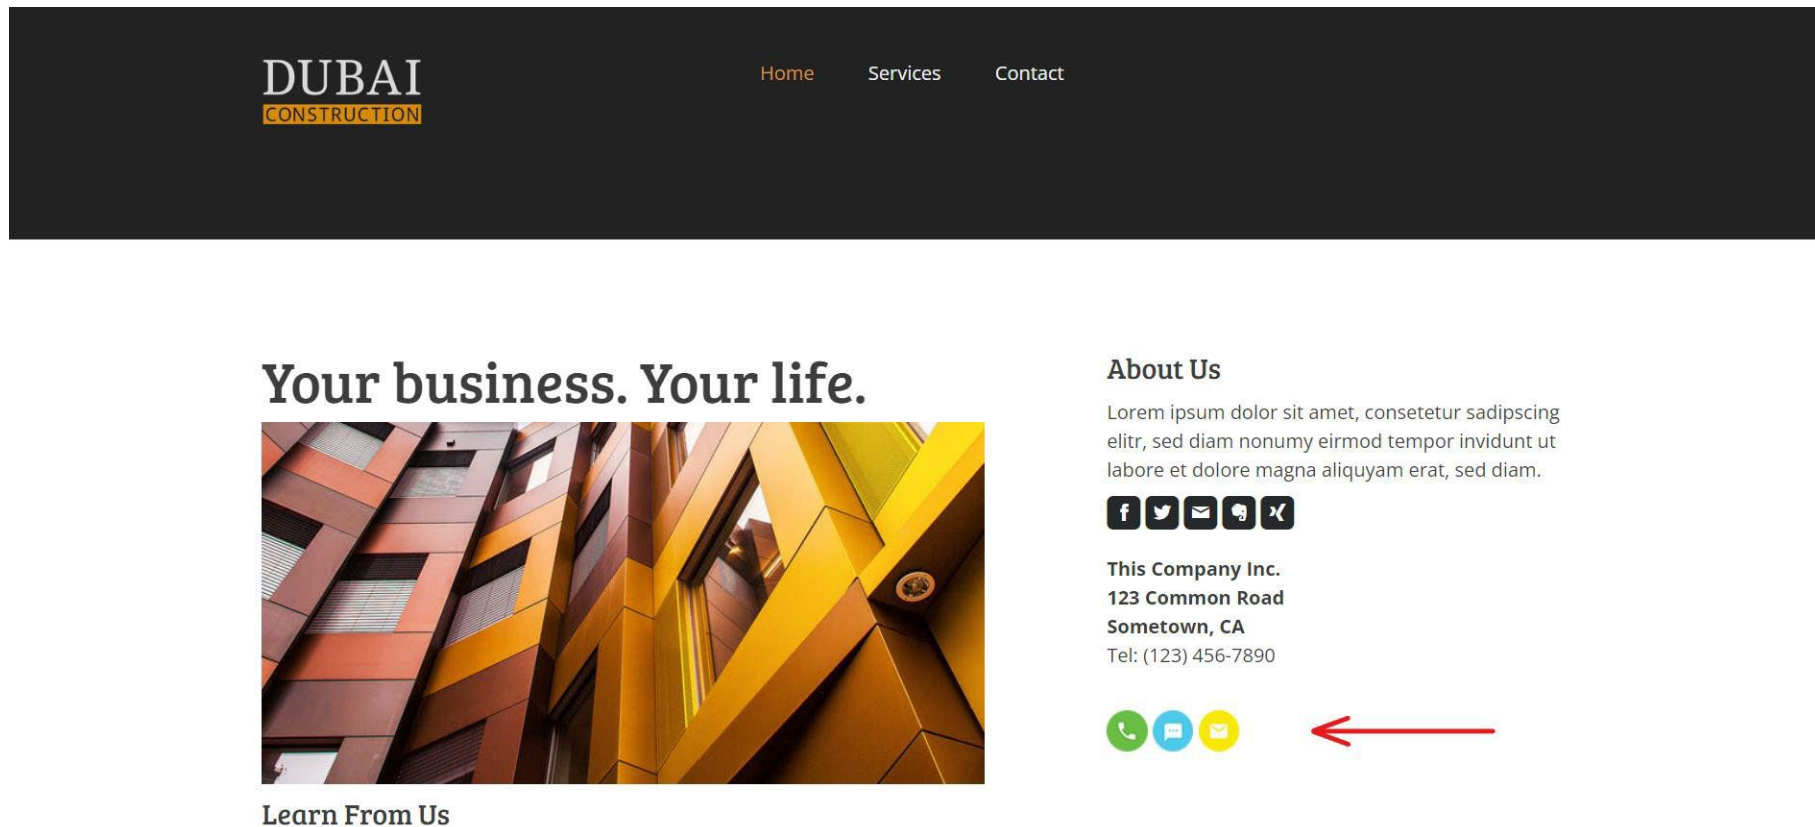 DUBAI
CONSTRUCTION
Home
Services
Contact
Your business. Your life.
Learn From Us
About Us
Lorem ipsum dolor sit amet, consetetur sadipscing
elitr, sed diam nonumy eirmod tempor invidunt ut
labore et dolore magna aliquyam erat, sed diam.
This Company Inc.
123 Common Road
Sometown, CA
Tel: (123) 456-7890